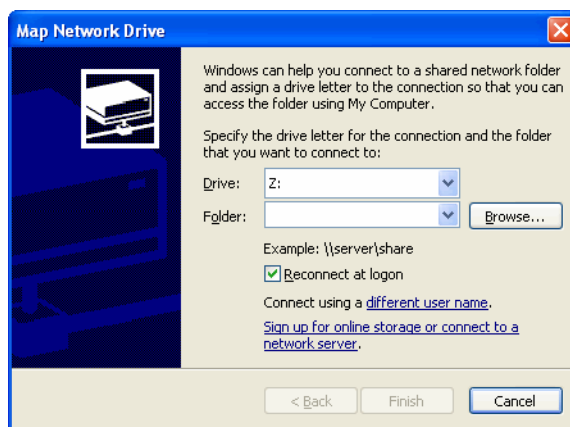 Map Network Drive
Windows can help you connect to a shared network folder
and assign a drive letter to the connection so that you can
access the folder using My Computer.
Specify the drive letter for the connection and the folder
that you want to connect to:
Drive: Z:
Folder: Browse...
Example: \\server\share
Reconnect at logon
Connect using a different user name.
Sign up for online storage or connect to a
network server.
< Back Finish Cancel